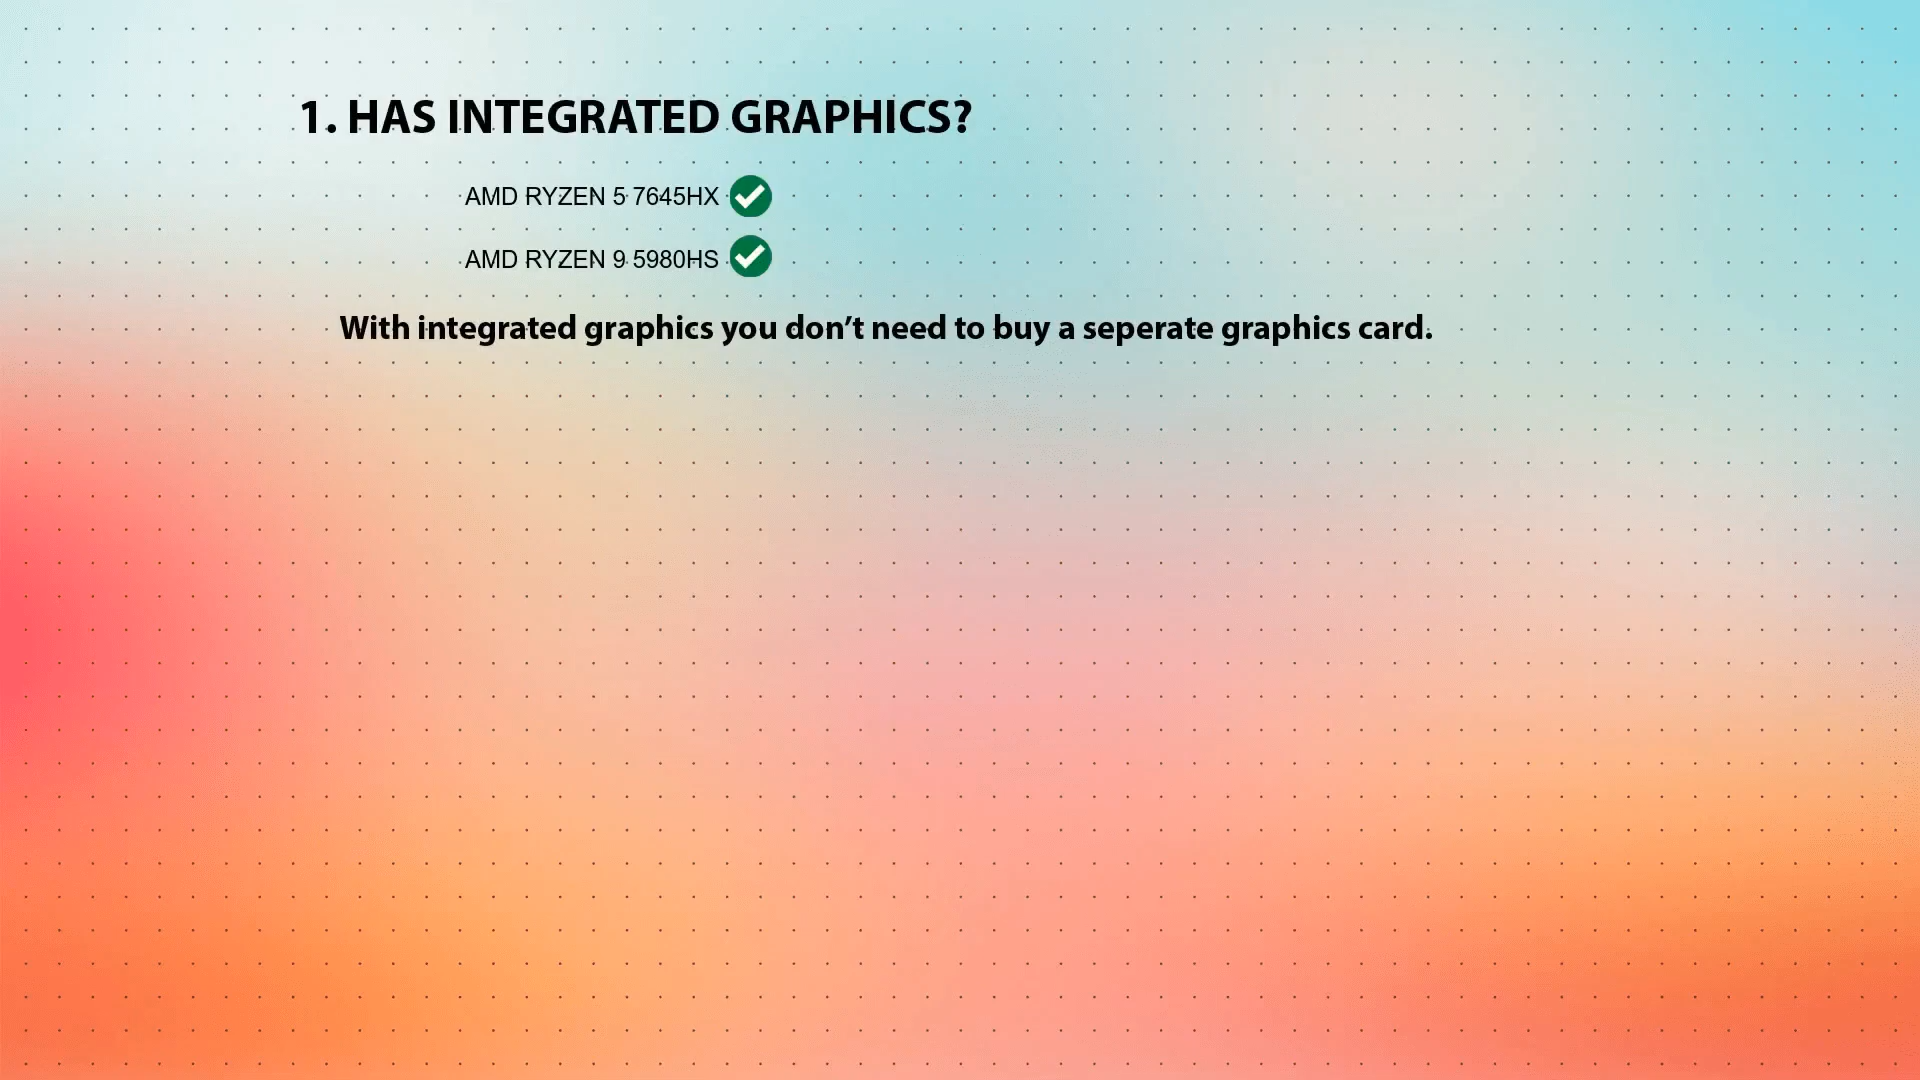 1. HAS INTEGRATED GRAPHICS?
AMD RYZEN 5 7645HX
AMD RYZEN 9 5980HS
With integrated graphics you don’t need to buy a seperate graphics card.